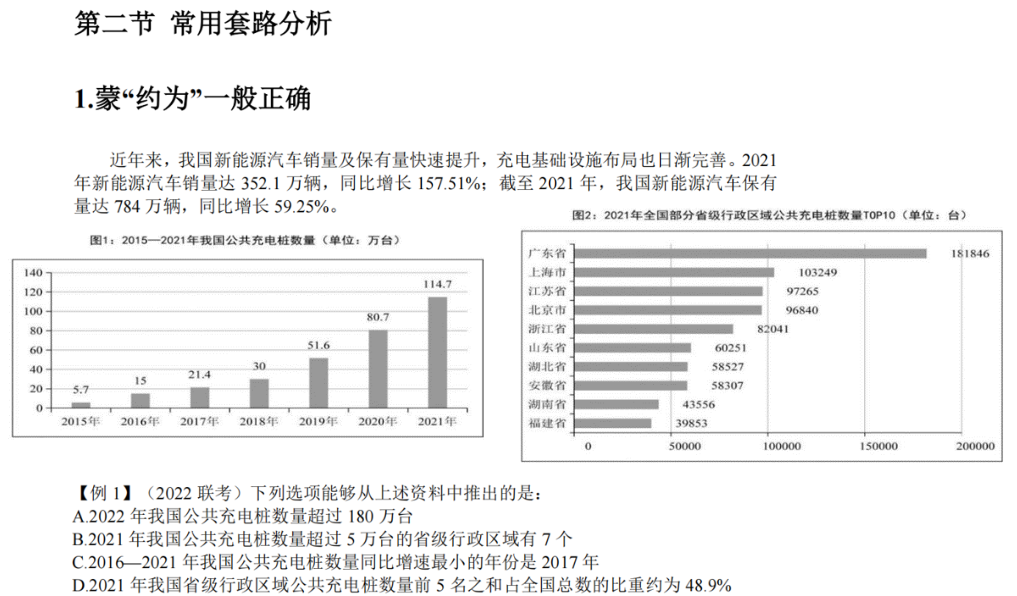 第二节 常用套路分析
1.蒙“约为”一般正确
近年来，我国新能源汽车销量及保有量快速提升，充电基础设施布局也日渐完善。2021
年新能源汽车销量达 352.1 万辆，同比增长 157.51%；截至 2021 年，我国新能源汽车保有
量达 784 万辆，同比增长 59.25%。
图1：2015—2021年我国公共充电桩数量（单位：万台）
140
120
100
80
60
40
20
0
5.7
15
21.4
30
51.6
80.7
114.7
2015年 2016年 2017年 2018年 2019年 2020年 2021年
图2：2021年全国部分省级行政区域公共充电桩数量TOP10（单位：台）
广东省 181846
上海市 103249
江苏省 97265
北京市 96840
浙江省 82041
山东省 60251
湖北省 58527
安徽省 58307
湖南省 43556
福建省 39853
0 50000 100000 150000 200000
【例 1】（2022 联考）下列选项能够从上述资料中推出的是：
A.2022 年我国公共充电桩数量超过 180 万台
B.2021 年我国公共充电桩数量超过 5 万台的省级行政区域有 7 个
C.2016—2021 年我国公共充电桩数量同比增速最小的年份是 2017 年
D.2021 年我国省级行政区域公共充电桩数量前 5 名之和占全国总数的比重约为 48.9%